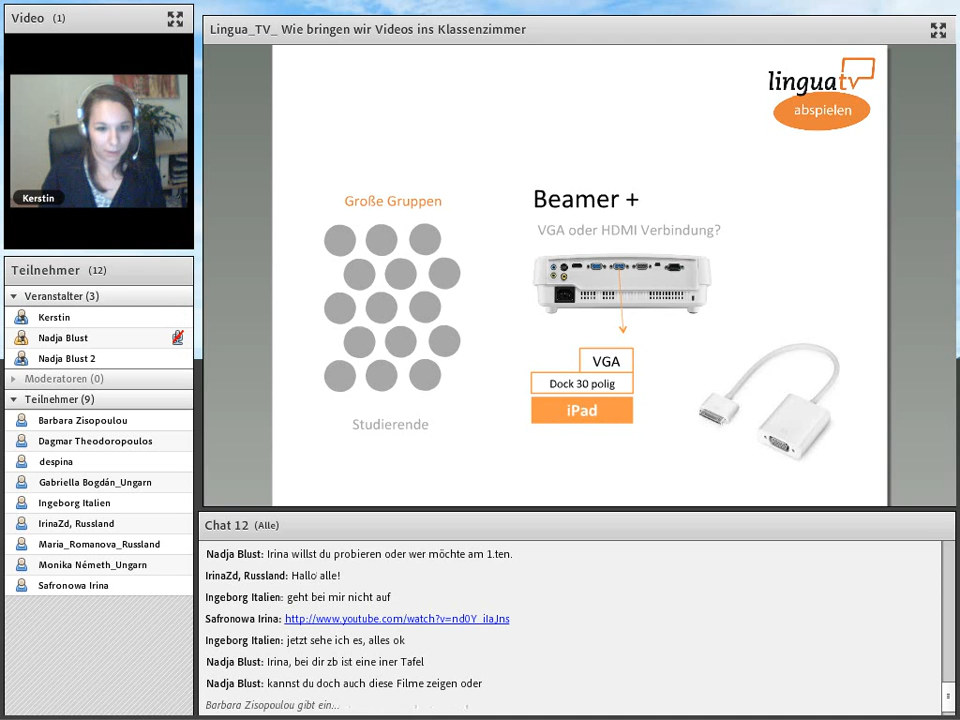 Video (1)
Kerstin
Teilnehmer (12)
Veranstalter (3)
Kerstin
Nadja Blust
Nadja Blust 2
Moderatoren (0)
Teilnehmer (9)
Barbara Zisopoulou
Dagmar Theodoropoulos
despina
Gabriella Bogdán_Ungarn
Ingeborg Italien
IrinaZd, Russland
Maria_Romanova_Russland
Monika Németh_Ungarn
Safronowa Irina
Lingua_TV_ Wie bringen wir Videos ins Klassenzimmer
linguatv
abspielen
Große Gruppen
Studierende
Beamer +
VGA oder HDMI Verbindung?
VGA
Dock 30 polig
iPad
Chat 12 (Alle)
Nadja Blust: Irina willst du probieren oder wer möchte am 1.ten.
IrinaZd, Russland: Hallo alle!
Ingeborg Italien: geht bei mir nicht auf
Safronowa Irina: http://www.youtube.com/watch?v=nd0Y_iIaJns
Ingeborg Italien: jetzt sehe ich es, alles ok
Nadja Blust: Irina, bei dir zb ist eine iner Tafel
Nadja Blust: kannst du doch auch diese Filme zeigen oder
Barbara Zisopoulou gibt ein...